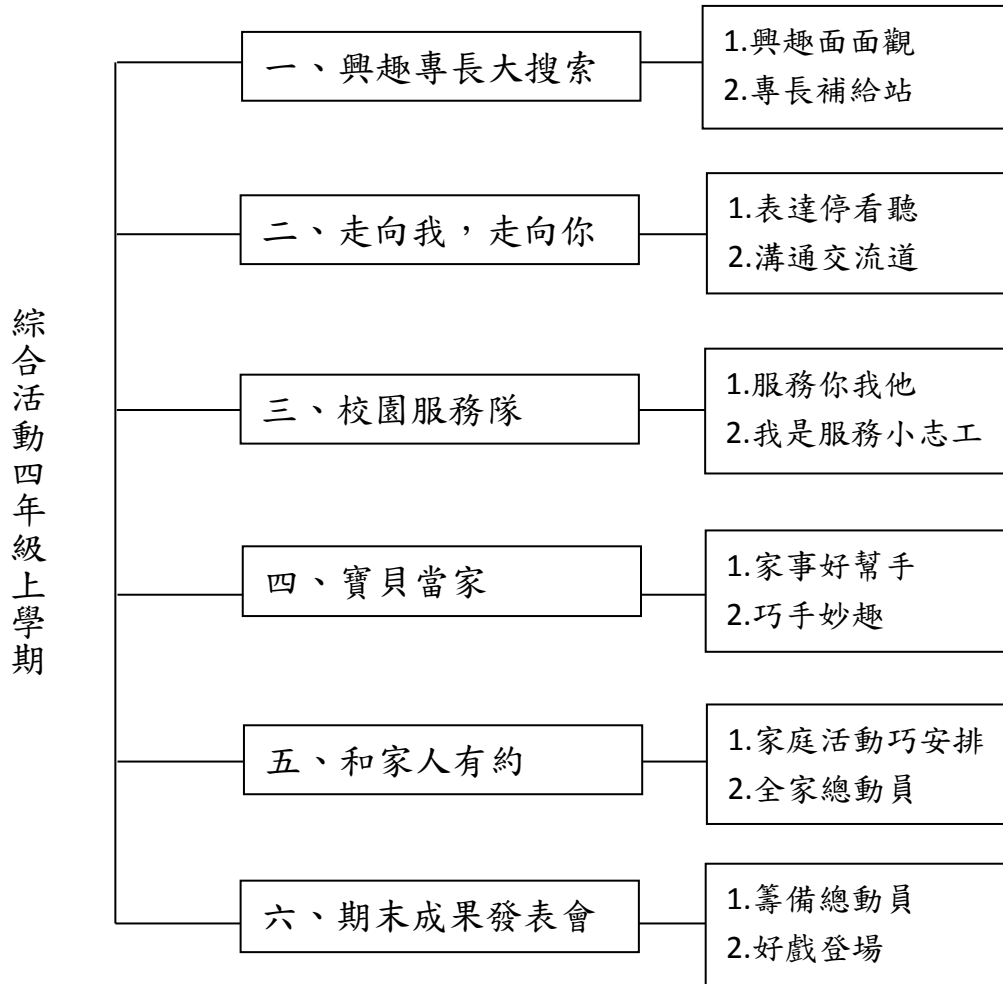 綜合活動四年級上學期
一、興趣專長大搜索
1.興趣面面觀
2.專長補給站
二、走向我，走向你
1.表達停看聽
2.溝通交流道
三、校園服務隊
1.服務你我他
2.我是服務小志工
四、寶貝當家
1.家事好幫手
2.巧手妙趣
五、和家人有約
1.家庭活動巧安排
2.全家總動員
六、期末成果發表會
1.籌備總動員
2.好戲登場